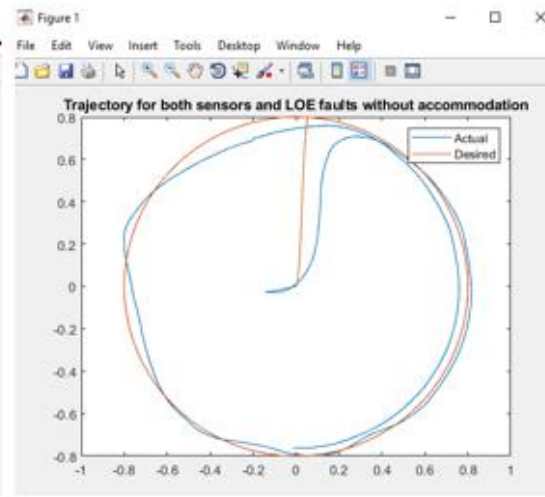 Figure 1
File Edit View Insert Tools Desktop Window Help
Trajectory for both sensors and LOE faults without accommodation
0.8
0.6
0.4
0.2
0
-0.2
-0.4
-0.6
-0.8
-1 -0.8 -0.6 -0.4 -0.2 0 0.2 0.4 0.6 0.8 1
Actual
Desired